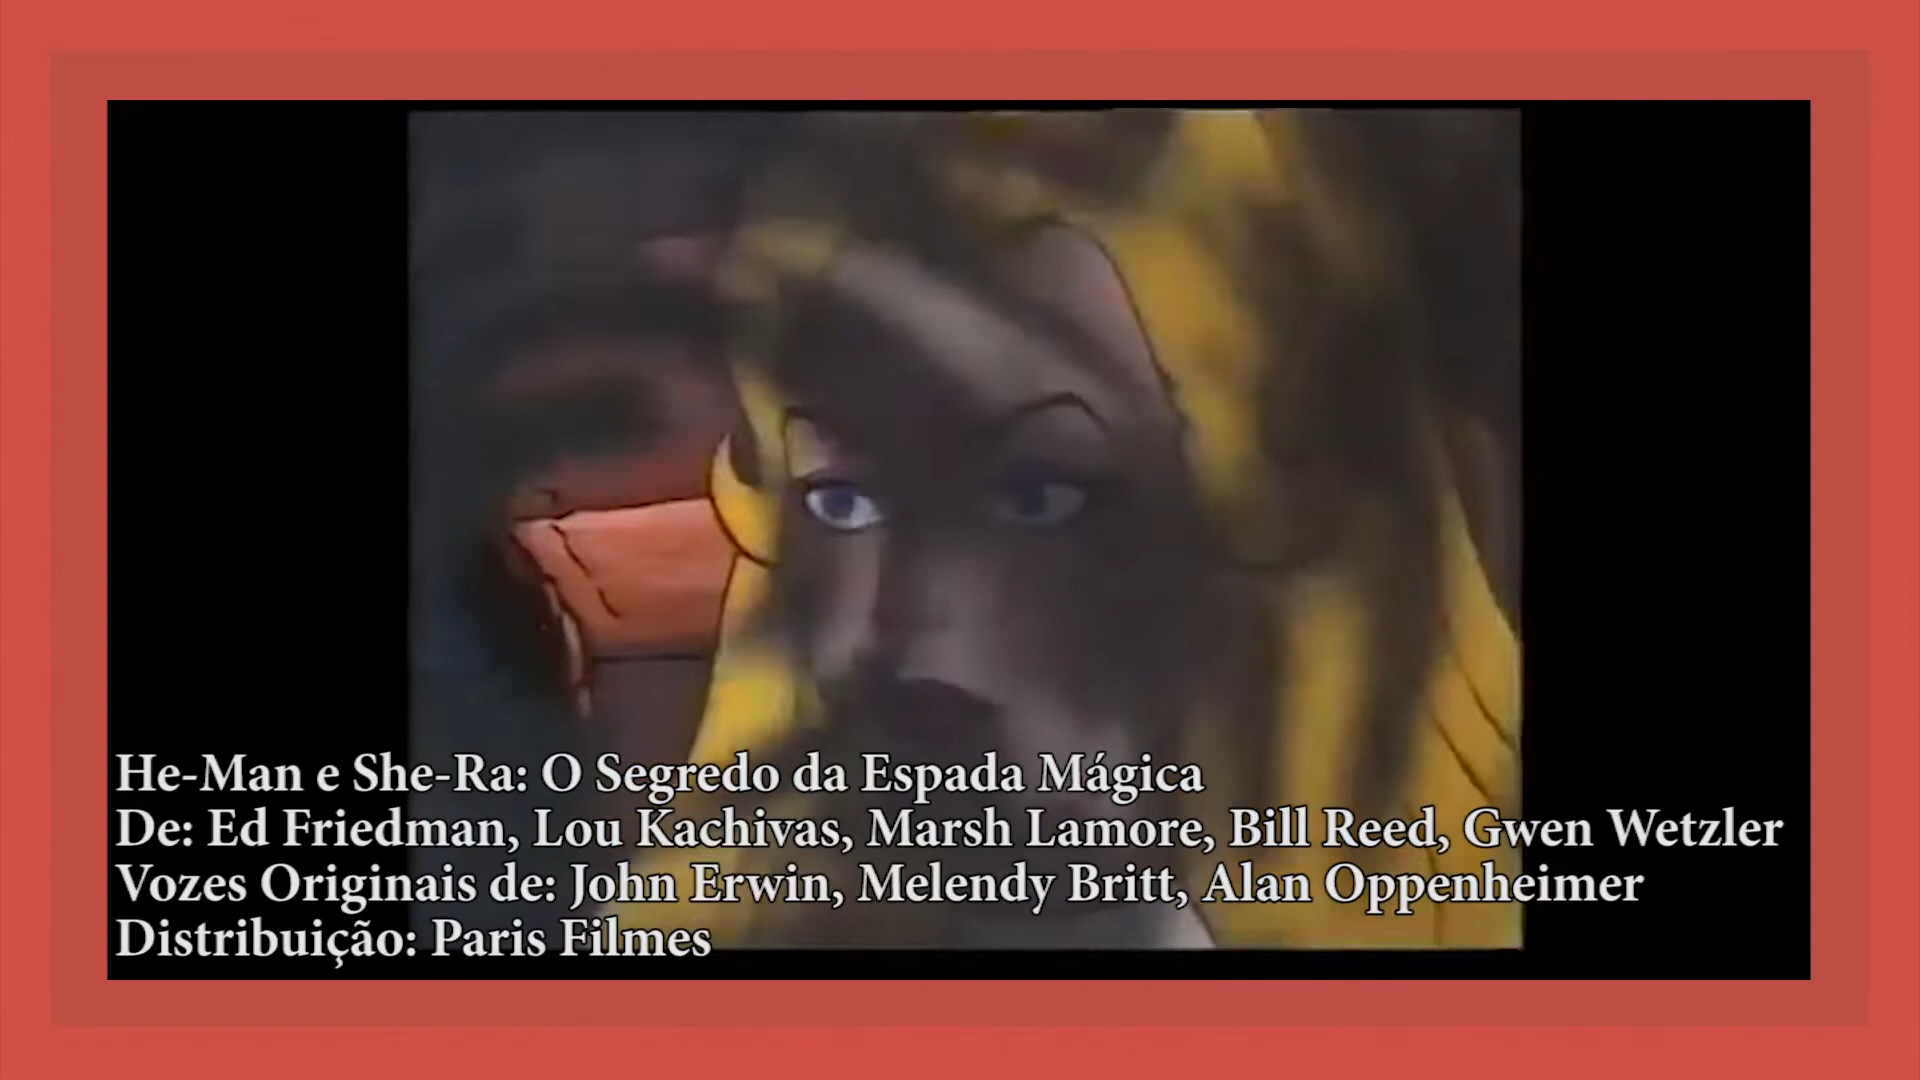 He-Man e She-Ra: O Segredo da Espada Mágica
De: Ed Friedman, Lou Kachivas, Marsh Lamore, Bill Reed, Gwen Wetzler
Vozes Originais de: John Erwin, Melendy Britt, Alan Oppenheimer
Distribuição: Paris Filmes